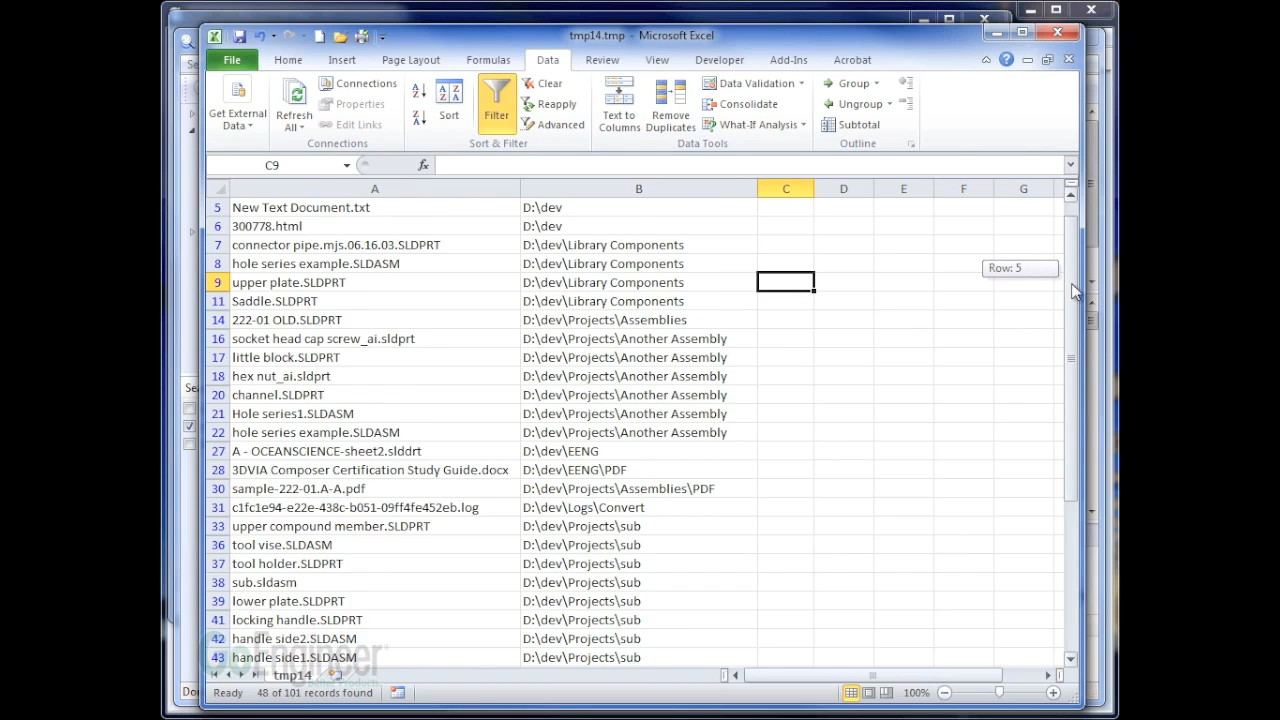 tmp14.tmp - Microsoft Excel
File Home Insert Page Layout Formulas Data Review View Developer Add-Ins Acrobat
Get External Data
Refresh All
Connections
Properties
Edit Links
Connections
Sort
Filter
Clear
Reapply
Advanced
Sort & Filter
Text to Columns
Remove Duplicates
Data Validation
Consolidate
What-If Analysis
Data Tools
Group
Ungroup
Subtotal
Outline
C9 fx
A B C D E F G
5 New Text Document.txt D:\dev
6 300778.html D:\dev
7 connector pipe.mjs.06.16.03.SLDPRT D:\dev\Library Components
8 hole series example.SLDASM D:\dev\Library Components
Row: 5
9 upper plate.SLDPRT D:\dev\Library Components
11 Saddle.SLDPRT D:\dev\Library Components
14 222-01 OLD.SLDPRT D:\dev\Projects\Assemblies
16 socket head cap screw_ai.sldprt D:\dev\Projects\Another Assembly
17 little block.SLDPRT D:\dev\Projects\Another Assembly
18 hex nut_ai.sldprt D:\dev\Projects\Another Assembly
20 channel.SLDPRT D:\dev\Projects\Another Assembly
21 Hole series1.SLDASM D:\dev\Projects\Another Assembly
22 hole series example.SLDASM D:\dev\Projects\Another Assembly
27 A - OCEANSCIENCE-sheet2.slddrt D:\dev\EENG
28 3DVIA Composer Certification Study Guide.docx D:\dev\EENG\PDF
30 sample-222-01.A-A.pdf D:\dev\Projects\Assemblies\PDF
31 c1fc1e94-e22e-438c-b051-09ff4fe452eb.log D:\dev\Logs\Convert
33 upper compound member.SLDPRT D:\dev\Projects\sub
36 tool vise.SLDASM D:\dev\Projects\sub
37 tool holder.SLDPRT D:\dev\Projects\sub
38 sub.sldasm D:\dev\Projects\sub
39 lower plate.SLDPRT D:\dev\Projects\sub
41 locking handle.SLDPRT D:\dev\Projects\sub
42 handle side2.SLDASM D:\dev\Projects\sub
43 handle side1.SLDASM D:\dev\Projects\sub
GoEngineer
tmp14
Ready 48 of 101 records found 100%